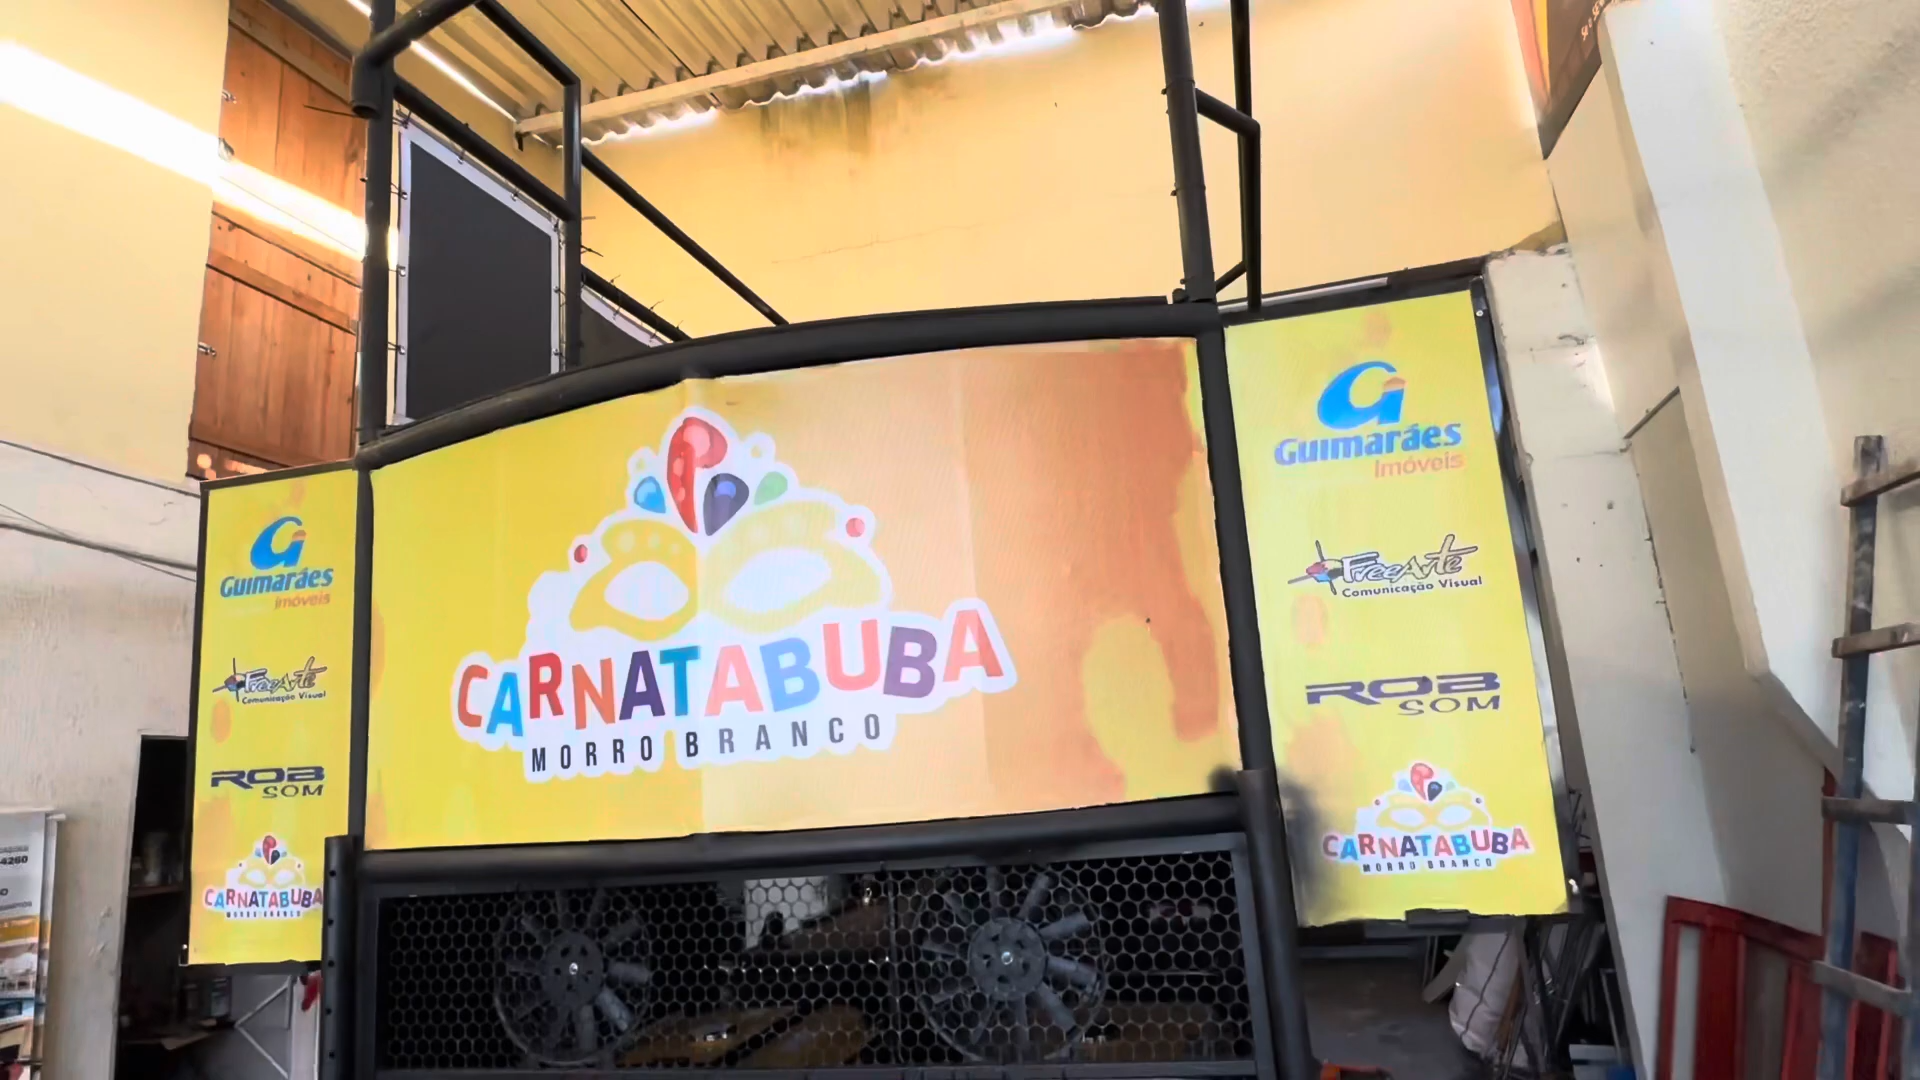 Guimarães
Imóveis
FreeArte
Comunicação Visual
ROB
SOM
CARNATABUBA
MORRO BRANCO
CARNATABUBA
MORRO BRANCO
Guimarães
Imóveis
FreeArte
Comunicação Visual
ROB
SOM
CARNATABUBA
MORRO BRANCO
4260